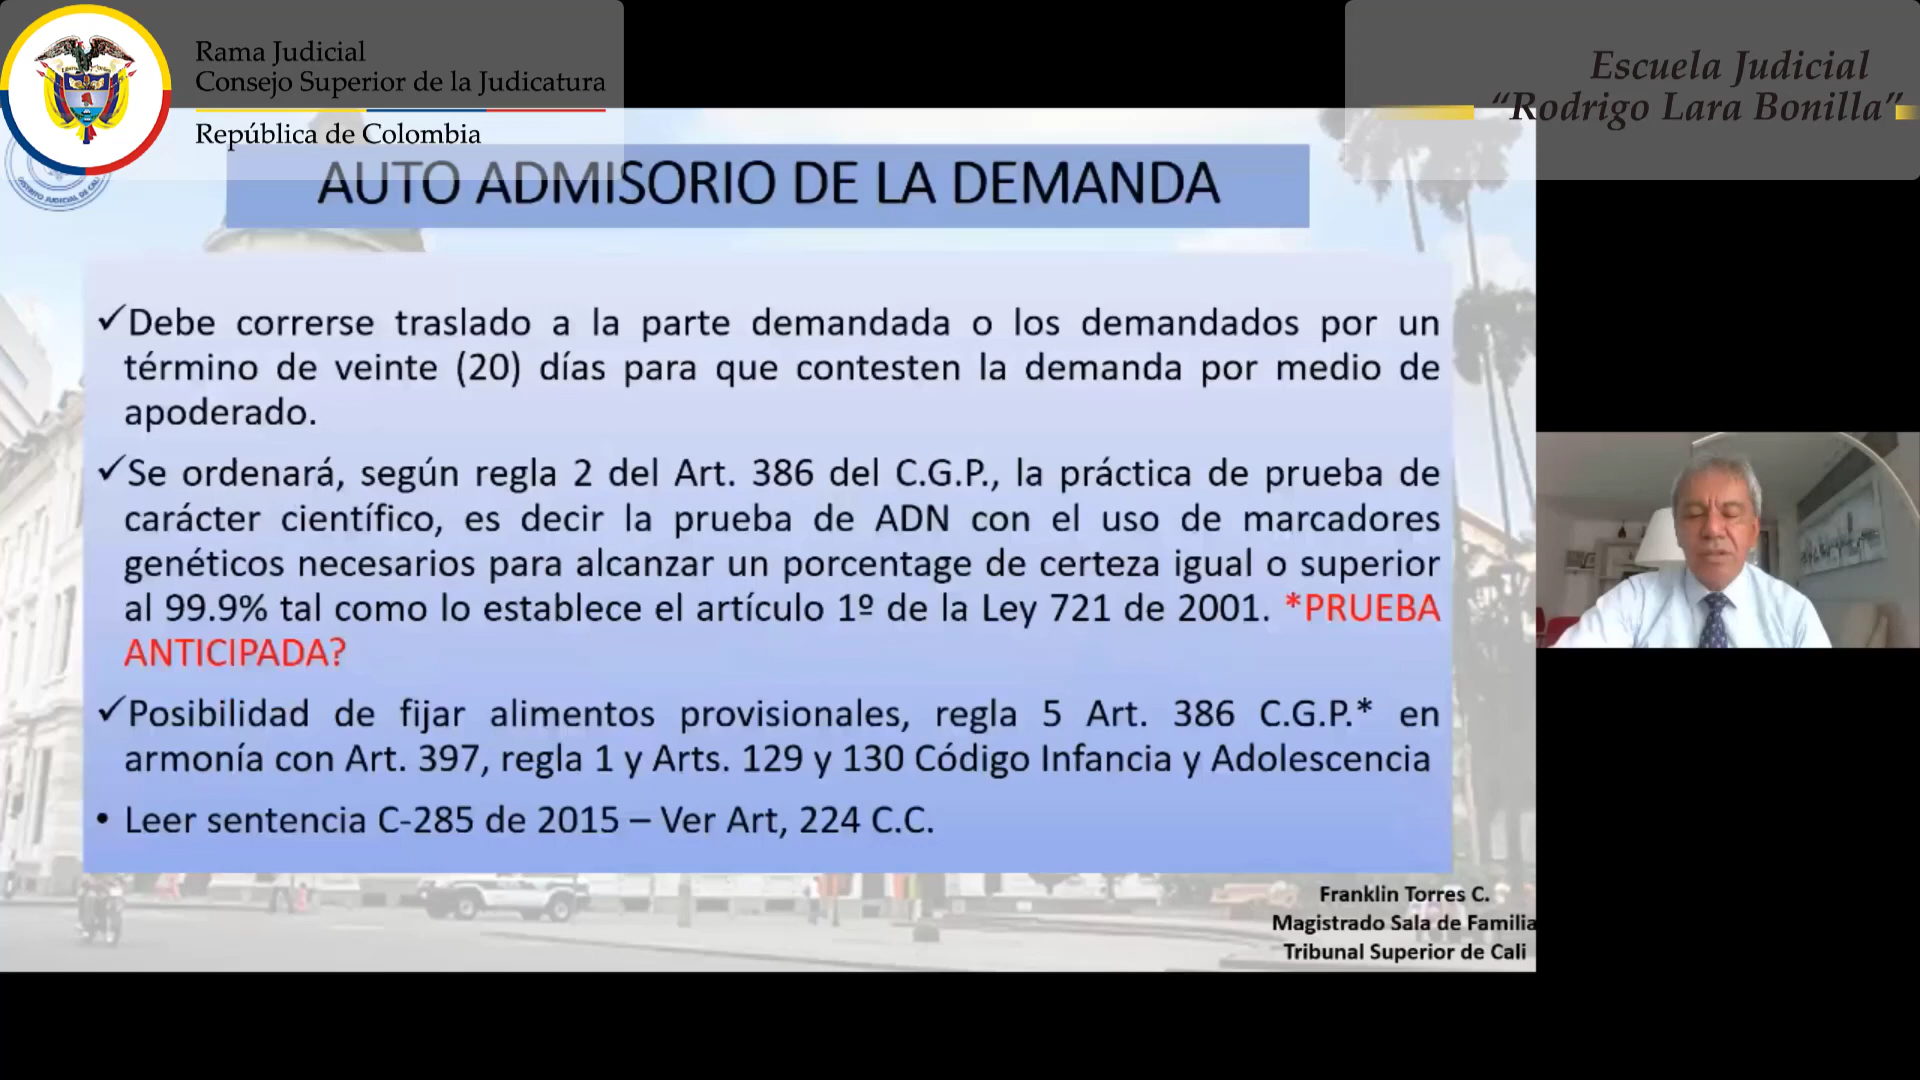 Rama Judicial
Consejo Superior de la Judicatura
República de Colombia
Escuela Judicial
“Rodrigo Lara Bonilla”
DISTRITO JUDICIAL DE CALI
AUTO ADMISORIO DE LA DEMANDA
✓Debe correrse traslado a la parte demandada o los demandados por un
término de veinte (20) días para que contesten la demanda por medio de
apoderado.
✓Se ordenará, según regla 2 del Art. 386 del C.G.P., la práctica de prueba de
carácter científico, es decir la prueba de ADN con el uso de marcadores
genéticos necesarios para alcanzar un porcentage de certeza igual o superior
al 99.9% tal como lo establece el artículo 1º de la Ley 721 de 2001. *PRUEBA
ANTICIPADA?
✓Posibilidad de fijar alimentos provisionales, regla 5 Art. 386 C.G.P.* en
armonía con Art. 397, regla 1 y Arts. 129 y 130 Código Infancia y Adolescencia
• Leer sentencia C-285 de 2015 – Ver Art, 224 C.C.
Franklin Torres C.
Magistrado Sala de Familia
Tribunal Superior de Cali